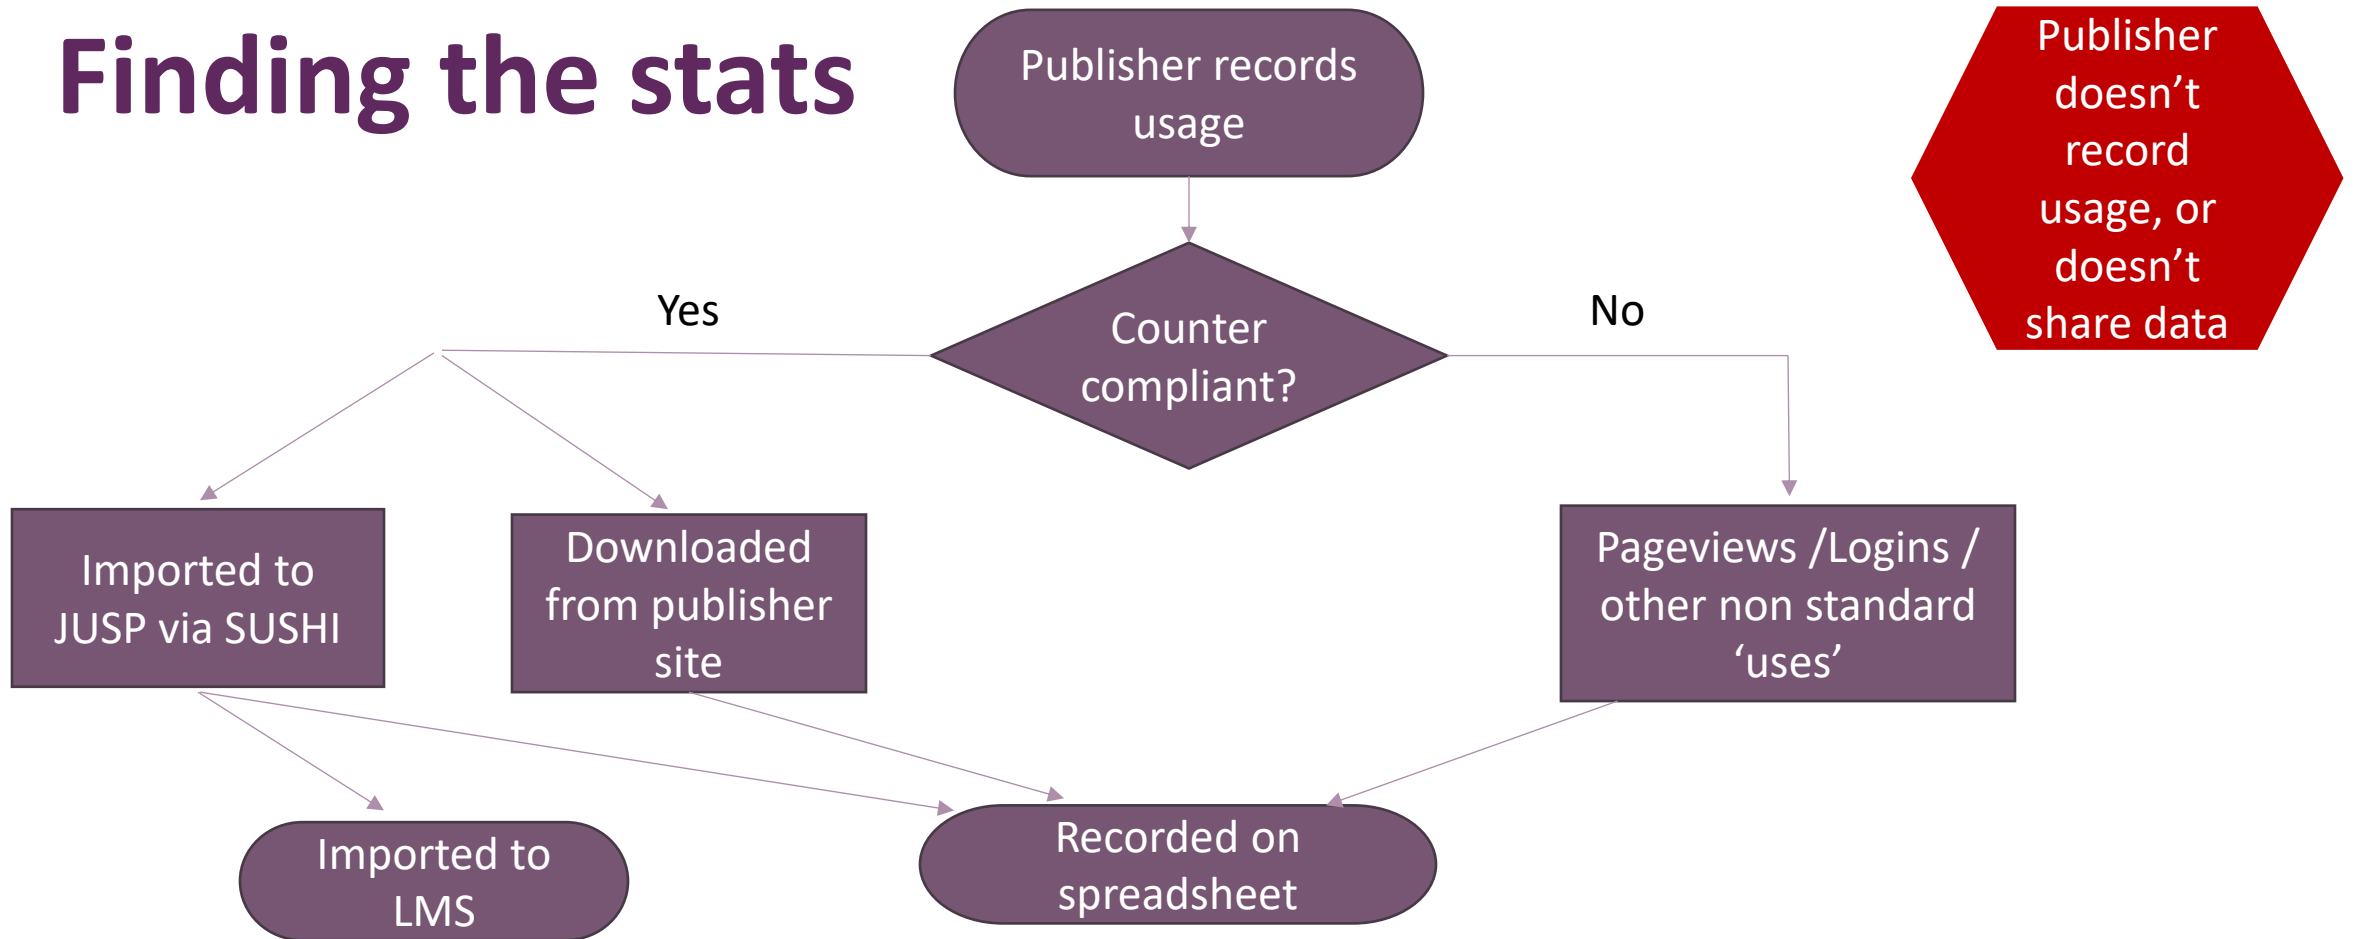 Finding the stats
Publisher records
usage
Publisher
doesn’t
record
usage, or
doesn’t
share data
Yes
Counter
compliant?
No
Imported to
JUSP via SUSHI
Downloaded
from publisher
site
Pageviews /Logins /
other non standard
‘uses’
Imported to
LMS
Recorded on
spreadsheet